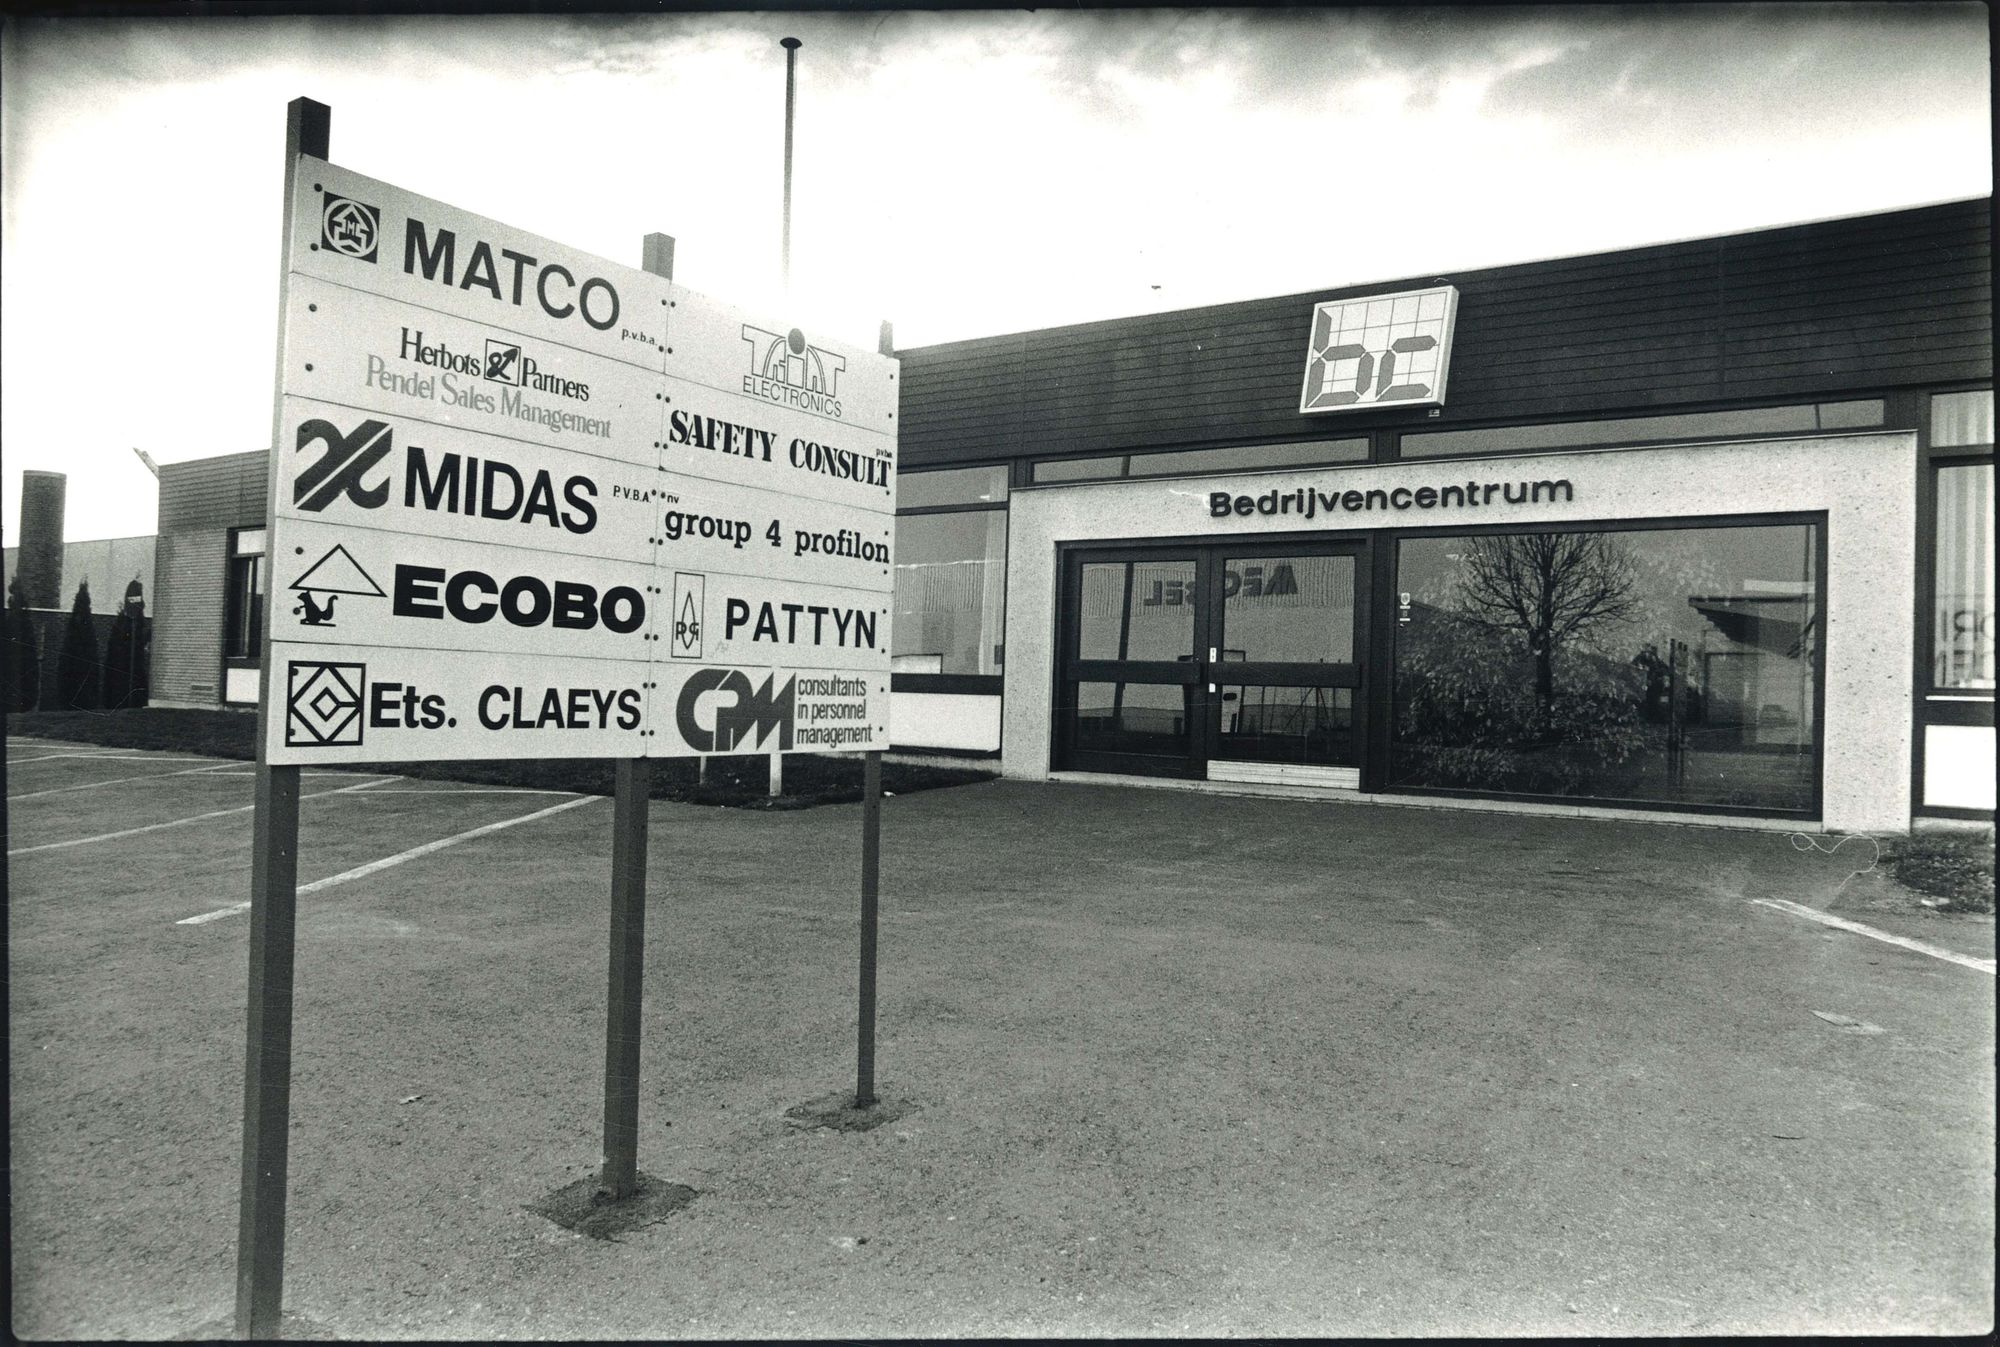 MATCO
p.v.b.a.
Herbots & Partners
Pendel Sales Management
MIDAS P.V.B.A.
ECOBO
Ets. CLAEYS
ELECTRONICS
SAFETY CONSULT
pvba
nv
group 4 profilon
PATTYN
CPM
consultants
in personnel
management
bc
Bedrijvencentrum